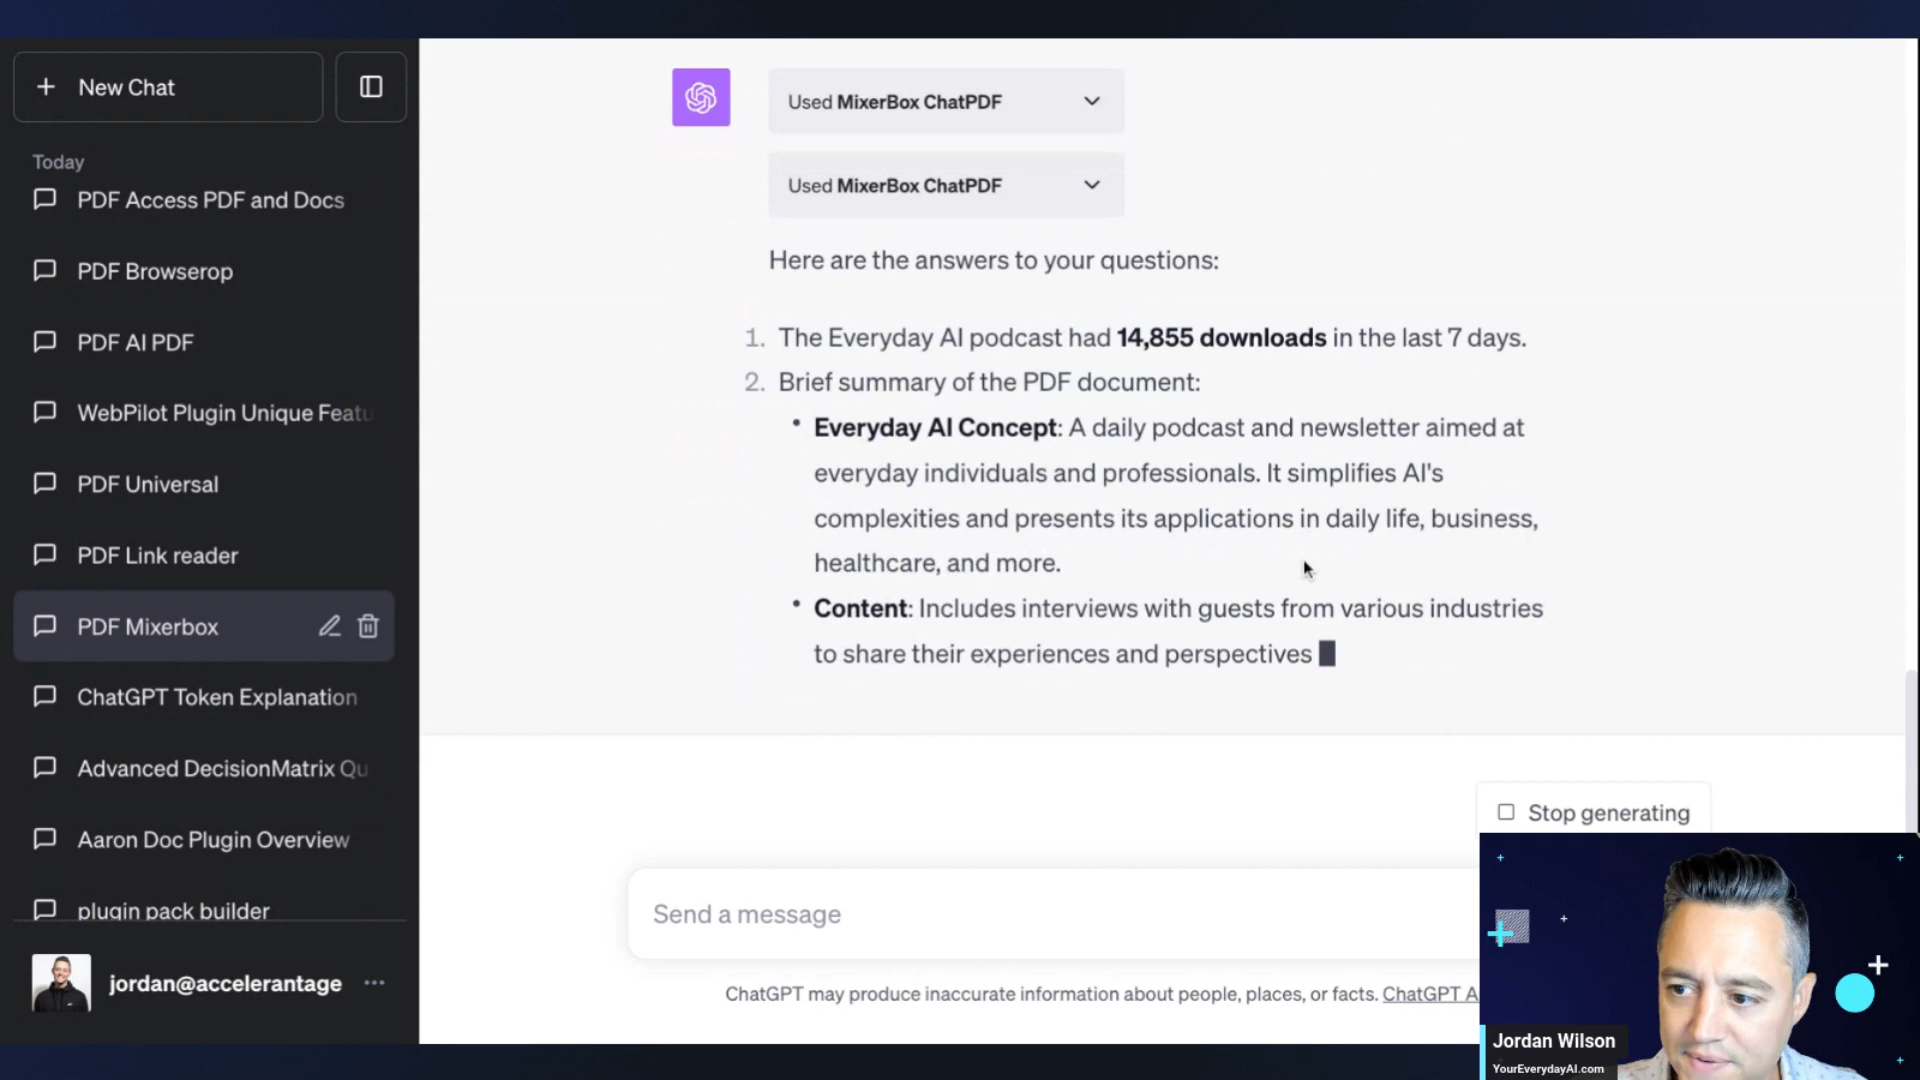 New Chat
Today
PDF Access PDF and Docs
PDF Browserop
PDF AI PDF
WebPilot Plugin Unique Featu
PDF Universal
PDF Link reader
PDF Mixerbox
ChatGPT Token Explanation
Advanced DecisionMatrix Qu
Aaron Doc Plugin Overview
plugin pack builder
jordan@accelerantage
Used MixerBox ChatPDF
Used MixerBox ChatPDF
Here are the answers to your questions:
1. The Everyday AI podcast had 14,855 downloads in the last 7 days.
2. Brief summary of the PDF document:
• Everyday AI Concept: A daily podcast and newsletter aimed at
everyday individuals and professionals. It simplifies AI's
complexities and presents its applications in daily life, business,
healthcare, and more.
• Content: Includes interviews with guests from various industries
to share their experiences and perspectives
Stop generating
Send a message
ChatGPT may produce inaccurate information about people, places, or facts. ChatGPT A
Jordan Wilson
YourEverydayAI.com